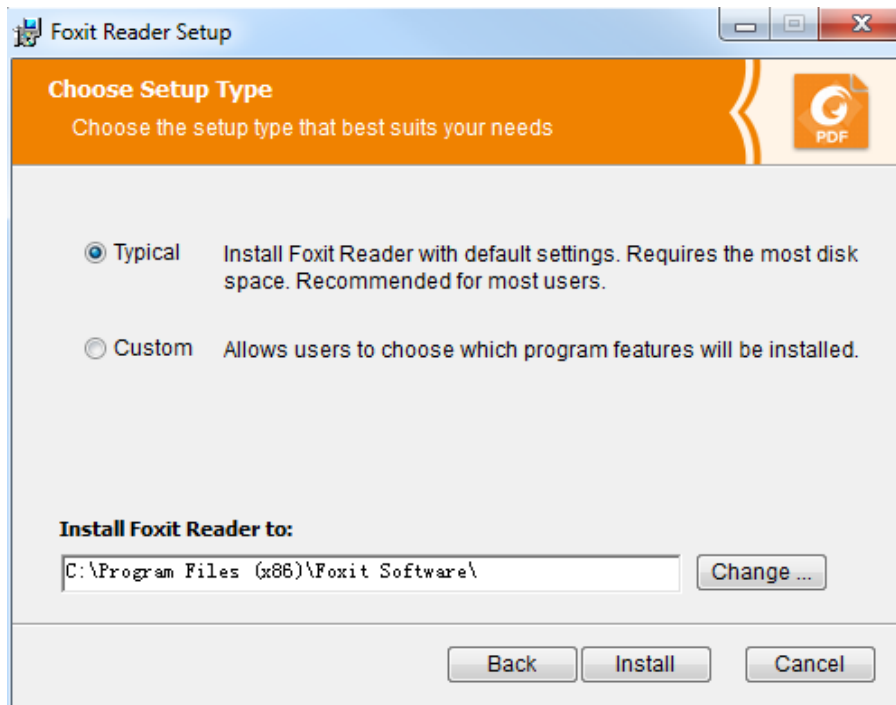 Foxit Reader Setup
Choose Setup Type
Choose the setup type that best suits your needs
PDF
Typical
Install Foxit Reader with default settings. Requires the most disk
space. Recommended for most users.
Custom
Allows users to choose which program features will be installed.
Install Foxit Reader to:
C:\Program Files (x86)\Foxit Software\
Change ...
Back
Install
Cancel